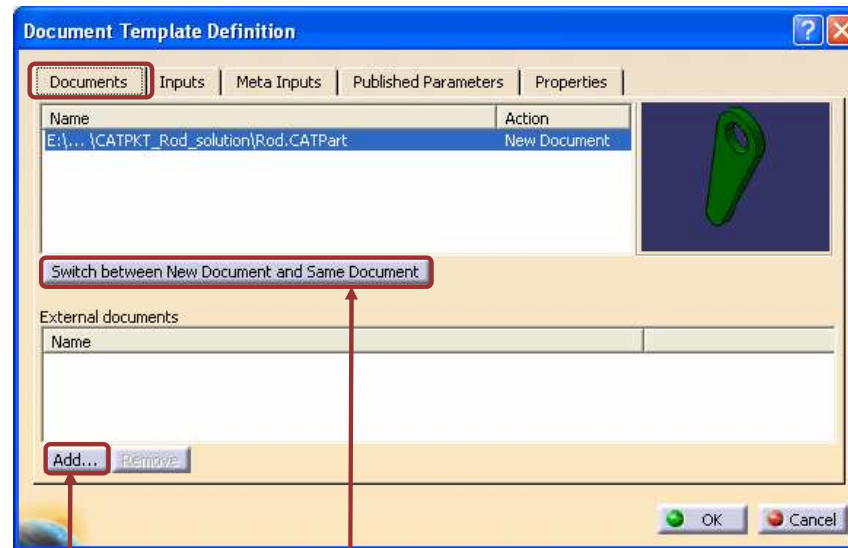 Document Template Definition
Documents Inputs Meta Inputs Published Parameters Properties
Name Action
E:\... \CATPKT_Rod_solution\Rod.CATPart New Document
Switch between New Document and Same Document
External documents
Name
Add... Remove
OK Cancel